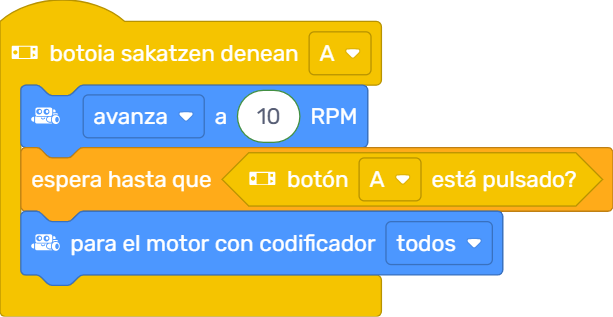 botoia sakatzen denean A
avanza a 10 RPM
espera hasta que botón A está pulsado?
para el motor con codificador todos